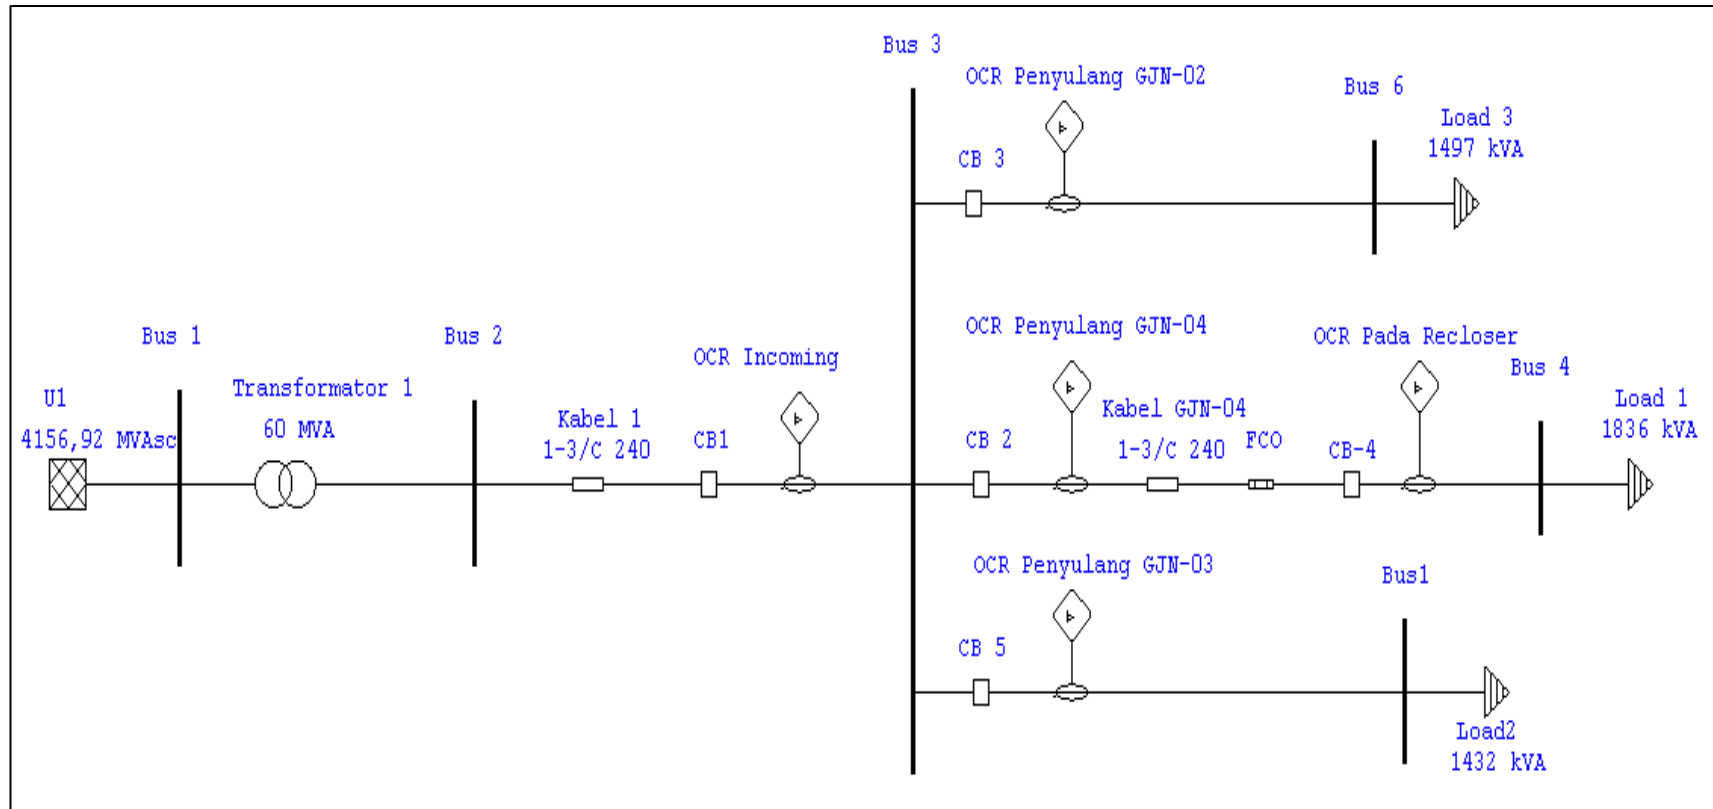 Bus 3
OCR Penyulang GJN-02
Bus 6
Load 3
1497 kVA
CB 3
Bus 1
Bus 2
OCR Incoming
OCR Penyulang GJN-04
OCR Pada Recloser
Bus 4
U1
4156,92 MVAsc
Transformator 1
60 MVA
Kabel 1
1-3/C 240
CB1
CB 2
Kabel GJN-04
1-3/C 240
FCO
CB-4
Load 1
1836 kVA
OCR Penyulang GJN-03
Bus1
CB 5
Load2
1432 kVA